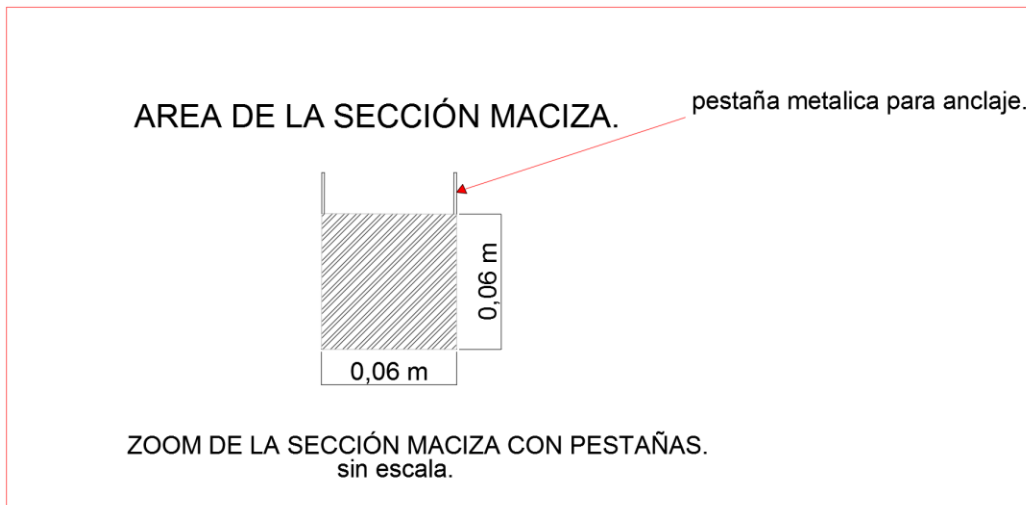 AREA DE LA SECCIÓN MACIZA.
pestaña metalica para anclaje.
0,06 m
0,06 m
ZOOM DE LA SECCIÓN MACIZA CON PESTAÑAS.
sin escala.